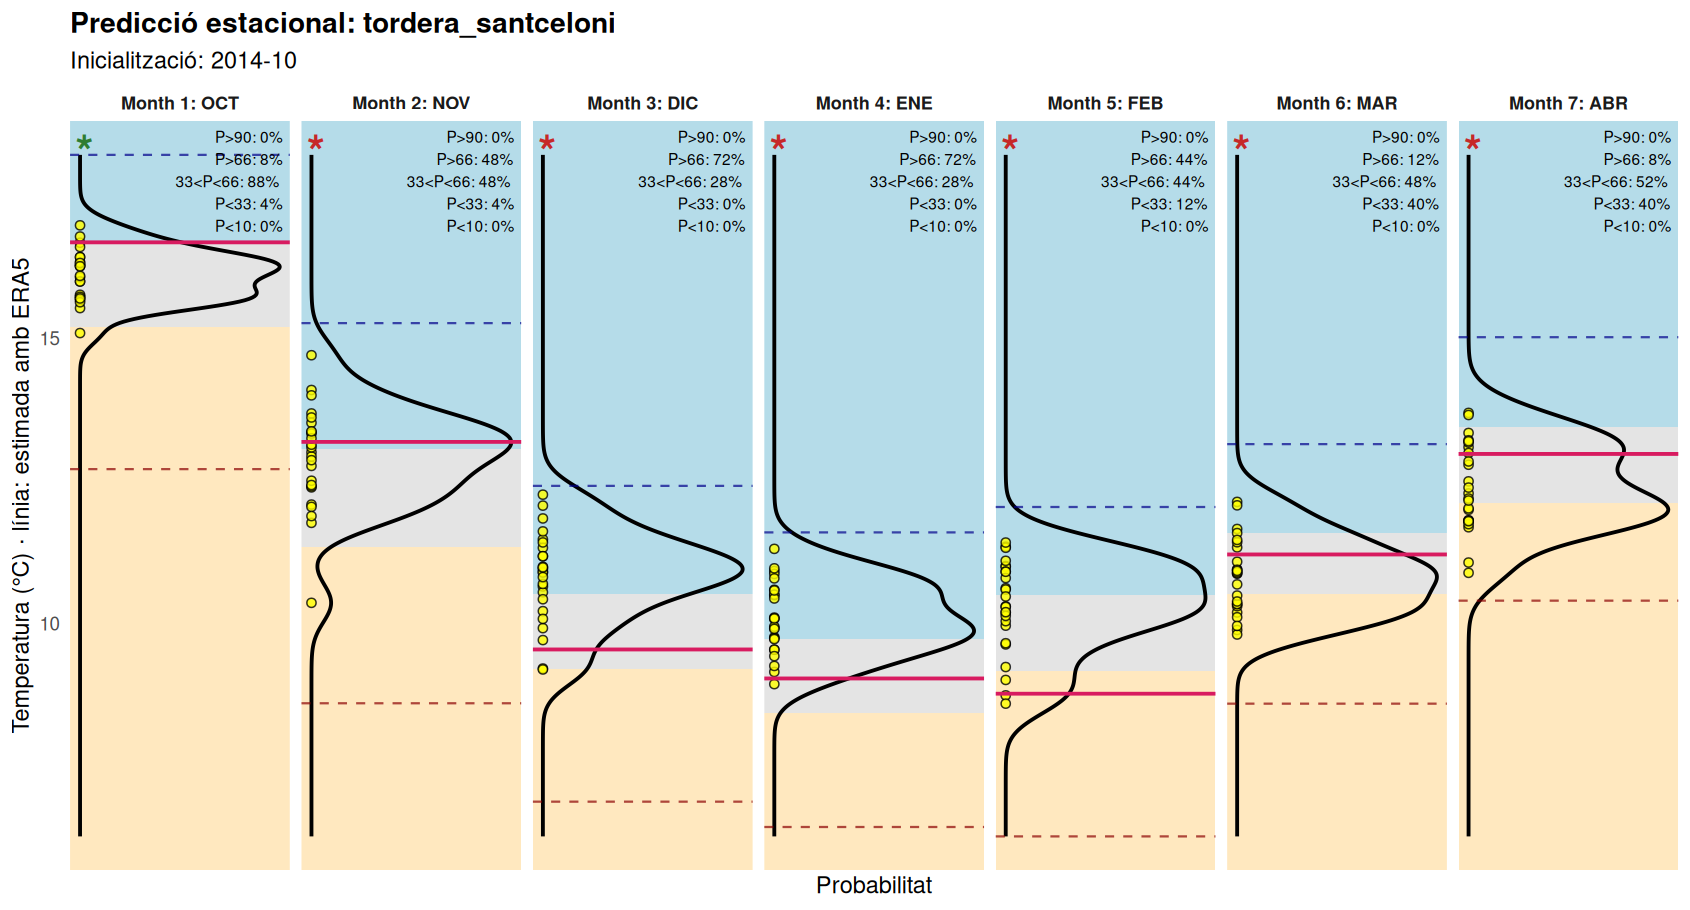 Predicció estacional: tordera_santceloni
Inicialització: 2014-10
Month 1: OCT
Month 2: NOV
Month 3: DIC
Month 4: ENE
Month 5: FEB
Month 6: MAR
Month 7: ABR
*
P>90: 0%
P>66: 8%
33<P<66: 88%
P<33: 4%
P<10: 0%
*
P>90: 0%
P>66: 48%
33<P<66: 48%
P<33: 4%
P<10: 0%
*
P>90: 0%
P>66: 72%
33<P<66: 28%
P<33: 0%
P<10: 0%
*
P>90: 0%
P>66: 72%
33<P<66: 28%
P<33: 0%
P<10: 0%
*
P>90: 0%
P>66: 44%
33<P<66: 44%
P<33: 12%
P<10: 0%
*
P>90: 0%
P>66: 12%
33<P<66: 48%
P<33: 40%
P<10: 0%
*
P>90: 0%
P>66: 8%
33<P<66: 52%
P<33: 40%
P<10: 0%
Temperatura (°C) · línia: estimada amb ERA5
15
10
Probabilitat